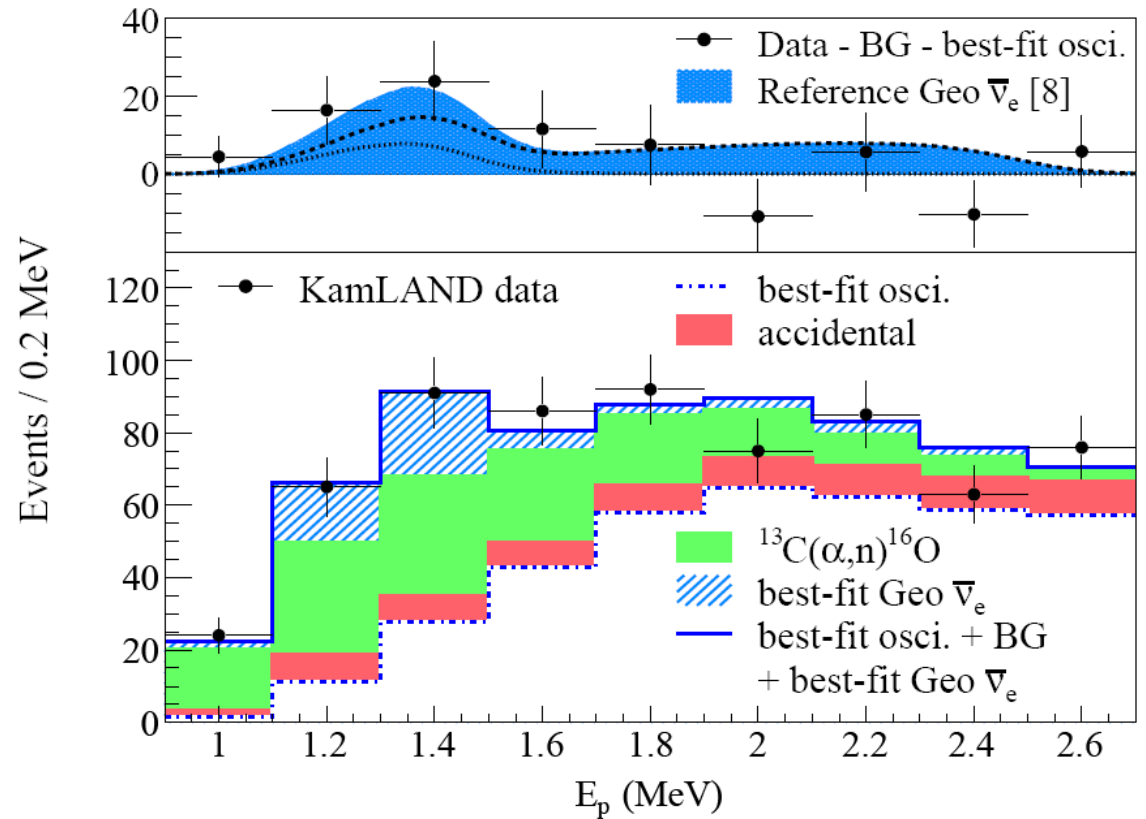 40
20
0
Data - BG - best-fit osci.
Reference Geo ν̅e [8]
Events / 0.2 MeV
120
100
80
60
40
20
0
KamLAND data
best-fit osci.
accidental
¹³C(α,n)¹⁶O
best-fit Geo ν̅e
best-fit osci. + BG
+ best-fit Geo ν̅e
1 1.2 1.4 1.6 1.8 2 2.2 2.4 2.6
Ep (MeV)